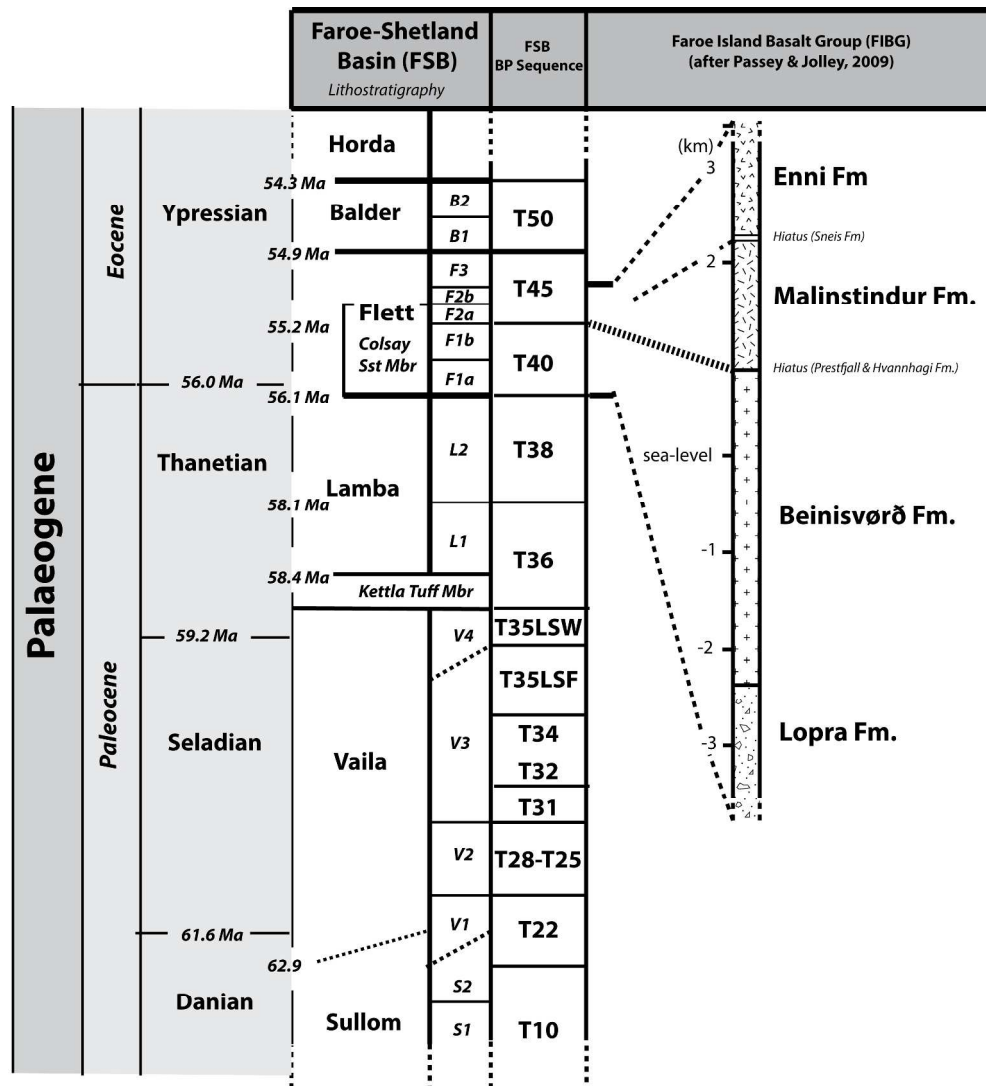 Faroe-Shetland
Basin (FSB)
Lithostratigraphy
FSB
BP Sequence
Faroe Island Basalt Group (FIBG)
(after Passey & Jolley, 2009)
Palaeogene
Eocene
Paleocene
Ypressian
Thanetian
Seladian
Danian
54.3 Ma
54.9 Ma
55.2 Ma
56.0 Ma
56.1 Ma
58.1 Ma
58.4 Ma
59.2 Ma
61.6 Ma
62.9
Horda
Balder
Flett
Colsay
Sst Mbr
Lamba
Kettla Tuff Mbr
Vaila
Sullom
B2
B1
F3
F2b
F2a
F1b
F1a
L2
L1
V4
V3
V2
V1
S2
S1
T50
T45
T40
T38
T36
T35LSW
T35LSF
T34
T32
T31
T28-T25
T22
T10
(km)
3
2
sea-level
-1
-2
-3
Enni Fm
Hiatus (Sneis Fm)
Malinstindur Fm.
Hiatus (Prestfjall & Hvannhagi Fm.)
Beinisvørð Fm.
Lopra Fm.